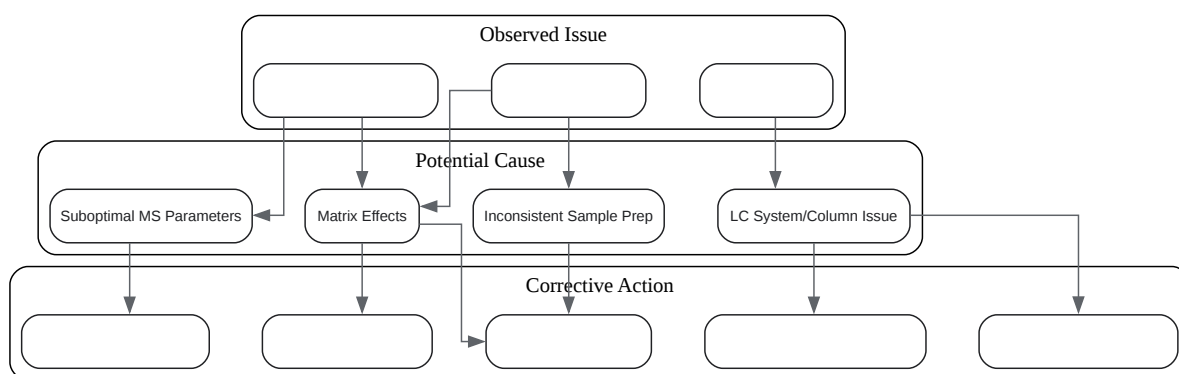 Observed Issue
Potential Cause
Suboptimal MS Parameters
Matrix Effects
Inconsistent Sample Prep
LC System/Column Issue
Corrective Action